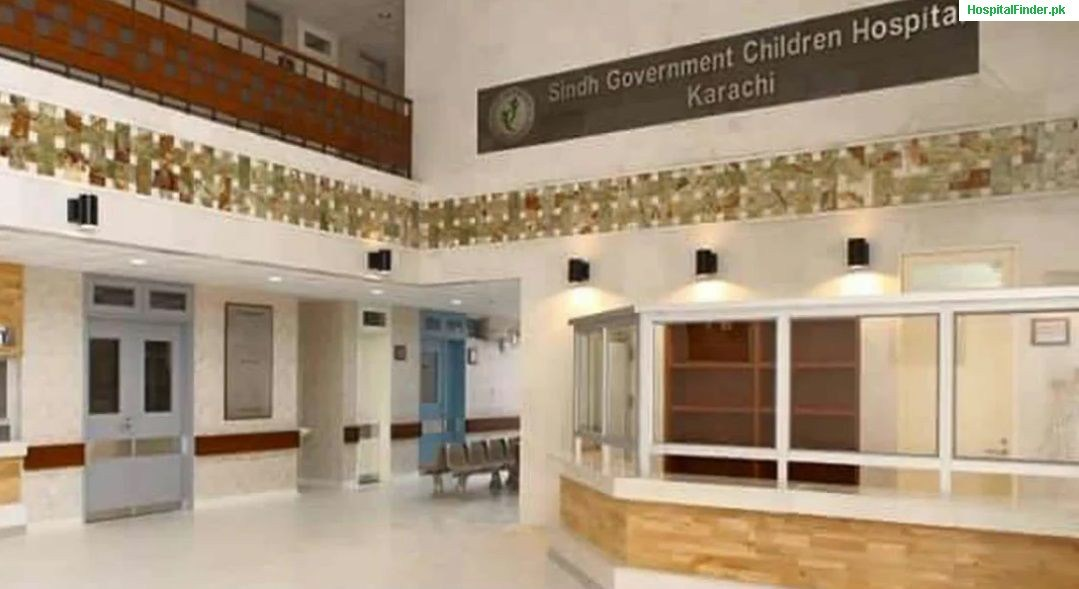 HospitalFinder.pk
Sindh Government Children Hospital
Karachi